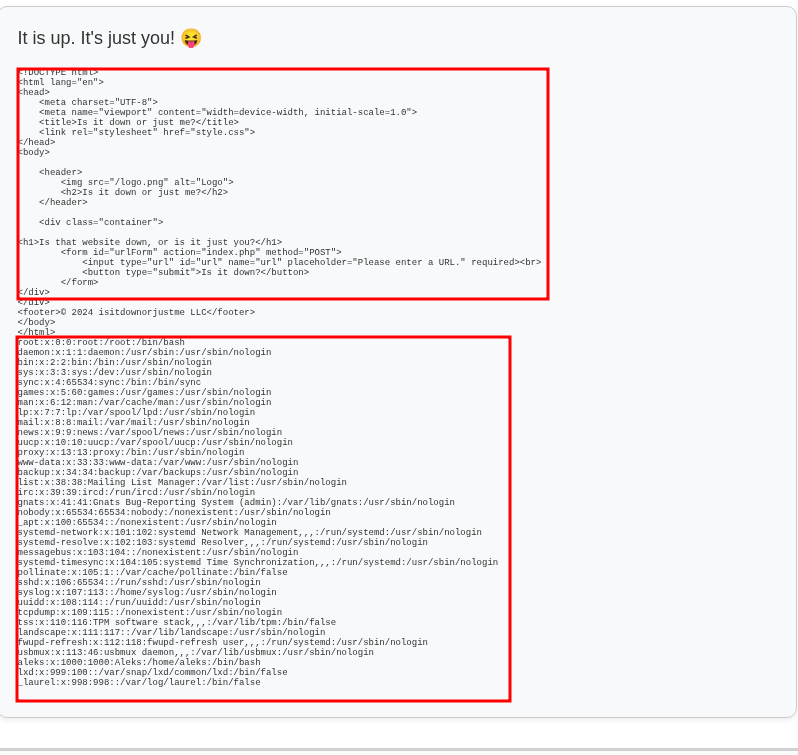 It is up. It's just you! 😝
<!DOCTYPE html>
<html lang="en">
<head>
    <meta charset="UTF-8">
    <meta name="viewport" content="width=device-width, initial-scale=1.0">
    <title>Is it down or just me?</title>
    <link rel="stylesheet" href="style.css">
</head>
<body>
    <header>
        <img src="/logo.png" alt="Logo">
        <h2>Is it down or just me?</h2>
    </header>
    <div class="container">
<h1>Is that website down, or is it just you?</h1>
        <form id="urlForm" action="index.php" method="POST">
            <input type="url" id="url" name="url" placeholder="Please enter a URL." required><br>
            <button type="submit">Is it down?</button>
        </form>
</div>
</div>
<footer>© 2024 isitdownorjustme LLC</footer>
</body>
</html>
root:x:0:0:root:/root:/bin/bash
daemon:x:1:1:daemon:/usr/sbin:/usr/sbin/nologin
bin:x:2:2:bin:/bin:/usr/sbin/nologin
sys:x:3:3:sys:/dev:/usr/sbin/nologin
sync:x:4:65534:sync:/bin:/bin/sync
games:x:5:60:games:/usr/games:/usr/sbin/nologin
man:x:6:12:man:/var/cache/man:/usr/sbin/nologin
lp:x:7:7:lp:/var/spool/lpd:/usr/sbin/nologin
mail:x:8:8:mail:/var/mail:/usr/sbin/nologin
news:x:9:9:news:/var/spool/news:/usr/sbin/nologin
uucp:x:10:10:uucp:/var/spool/uucp:/usr/sbin/nologin
proxy:x:13:13:proxy:/bin:/usr/sbin/nologin
www-data:x:33:33:www-data:/var/www:/usr/sbin/nologin
backup:x:34:34:backup:/var/backups:/usr/sbin/nologin
list:x:38:38:Mailing List Manager:/var/list:/usr/sbin/nologin
irc:x:39:39:ircd:/run/ircd:/usr/sbin/nologin
gnats:x:41:41:Gnats Bug-Reporting System (admin):/var/lib/gnats:/usr/sbin/nologin
nobody:x:65534:65534:nobody:/nonexistent:/usr/sbin/nologin
_apt:x:100:65534::/nonexistent:/usr/sbin/nologin
systemd-network:x:101:102:systemd Network Management,,,:/run/systemd:/usr/sbin/nologin
systemd-resolve:x:102:103:systemd Resolver,,,:/run/systemd:/usr/sbin/nologin
messagebus:x:103:104::/nonexistent:/usr/sbin/nologin
systemd-timesync:x:104:105:systemd Time Synchronization,,,:/run/systemd:/usr/sbin/nologin
pollinate:x:105:1::/var/cache/pollinate:/bin/false
sshd:x:106:65534::/run/sshd:/usr/sbin/nologin
syslog:x:107:113::/home/syslog:/usr/sbin/nologin
uuidd:x:108:114::/run/uuidd:/usr/sbin/nologin
tcpdump:x:109:115::/nonexistent:/usr/sbin/nologin
tss:x:110:116:TPM software stack,,,:/var/lib/tpm:/bin/false
landscape:x:111:117::/var/lib/landscape:/usr/sbin/nologin
fwupd-refresh:x:112:118:fwupd-refresh user,,,:/run/systemd:/usr/sbin/nologin
usbmux:x:113:46:usbmux daemon,,,:/var/lib/usbmux:/usr/sbin/nologin
aleks:x:1000:1000:Aleks:/home/aleks:/bin/bash
lxd:x:999:100::/var/snap/lxd/common/lxd:/bin/false
_laurel:x:998:998::/var/log/laurel:/bin/false